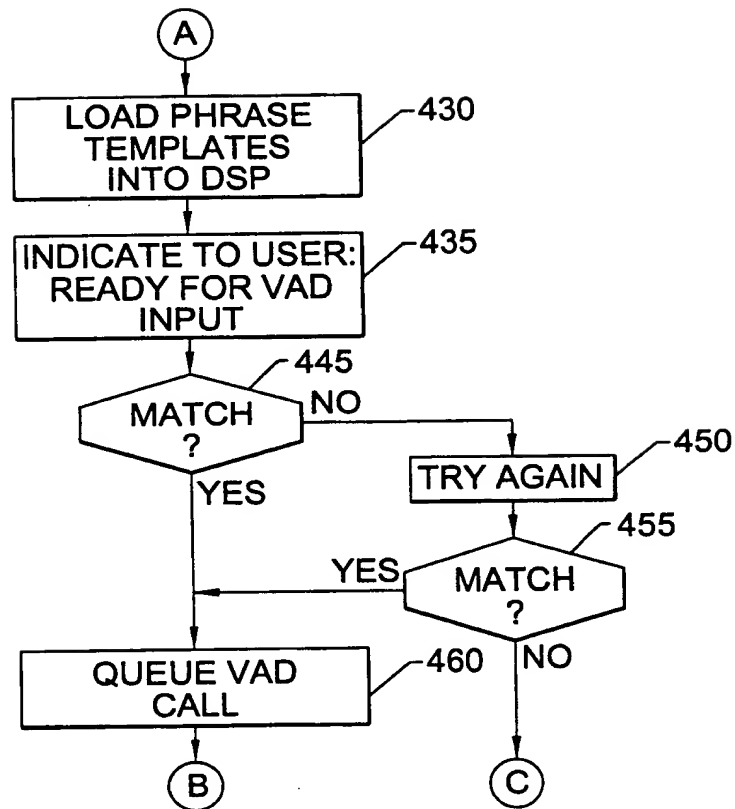 A
LOAD PHRASE
TEMPLATES
INTO DSP
430
INDICATE TO USER:
READY FOR VAD
INPUT
435
445
MATCH
?
NO
YES
TRY AGAIN
450
455
MATCH
?
YES
NO
QUEUE VAD
CALL
460
B
C